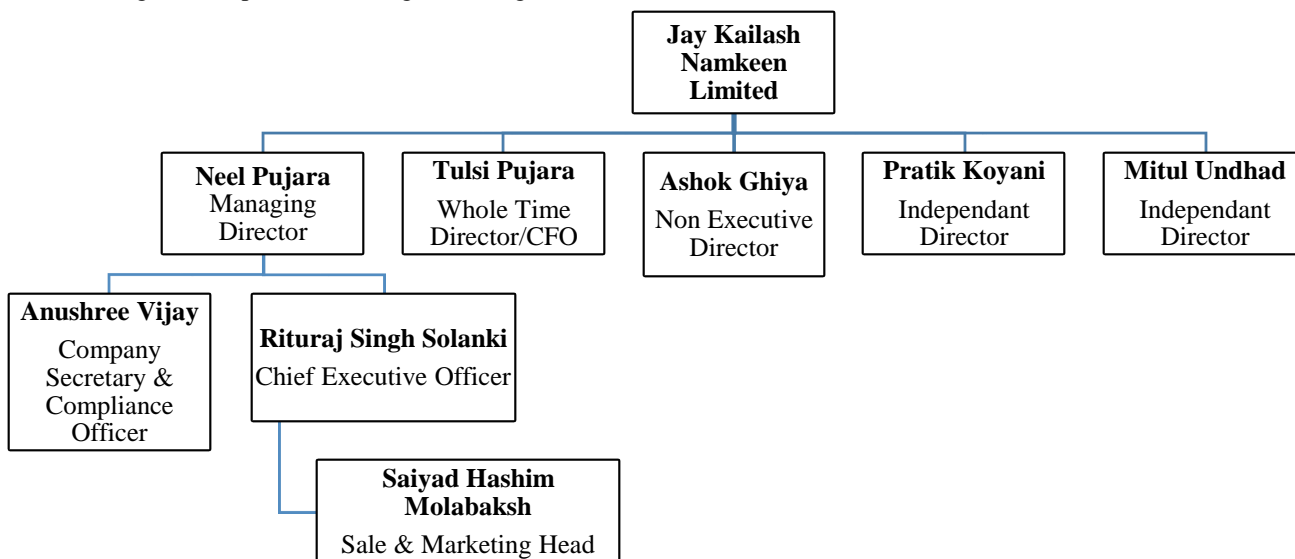 Jay Kailash
Namkeen
Limited
Neel Pujara
Managing
Director
Tulsi Pujara
Whole Time
Director/CFO
Ashok Ghiya
Non Executive
Director
Pratik Koyani
Independant
Director
Mitul Undhad
Independant
Director
Anushree Vijay
Company
Secretary &
Compliance
Officer
Rituraj Singh Solanki
Chief Executive Officer
Saiyad Hashim
Molabaksh
Sale & Marketing Head